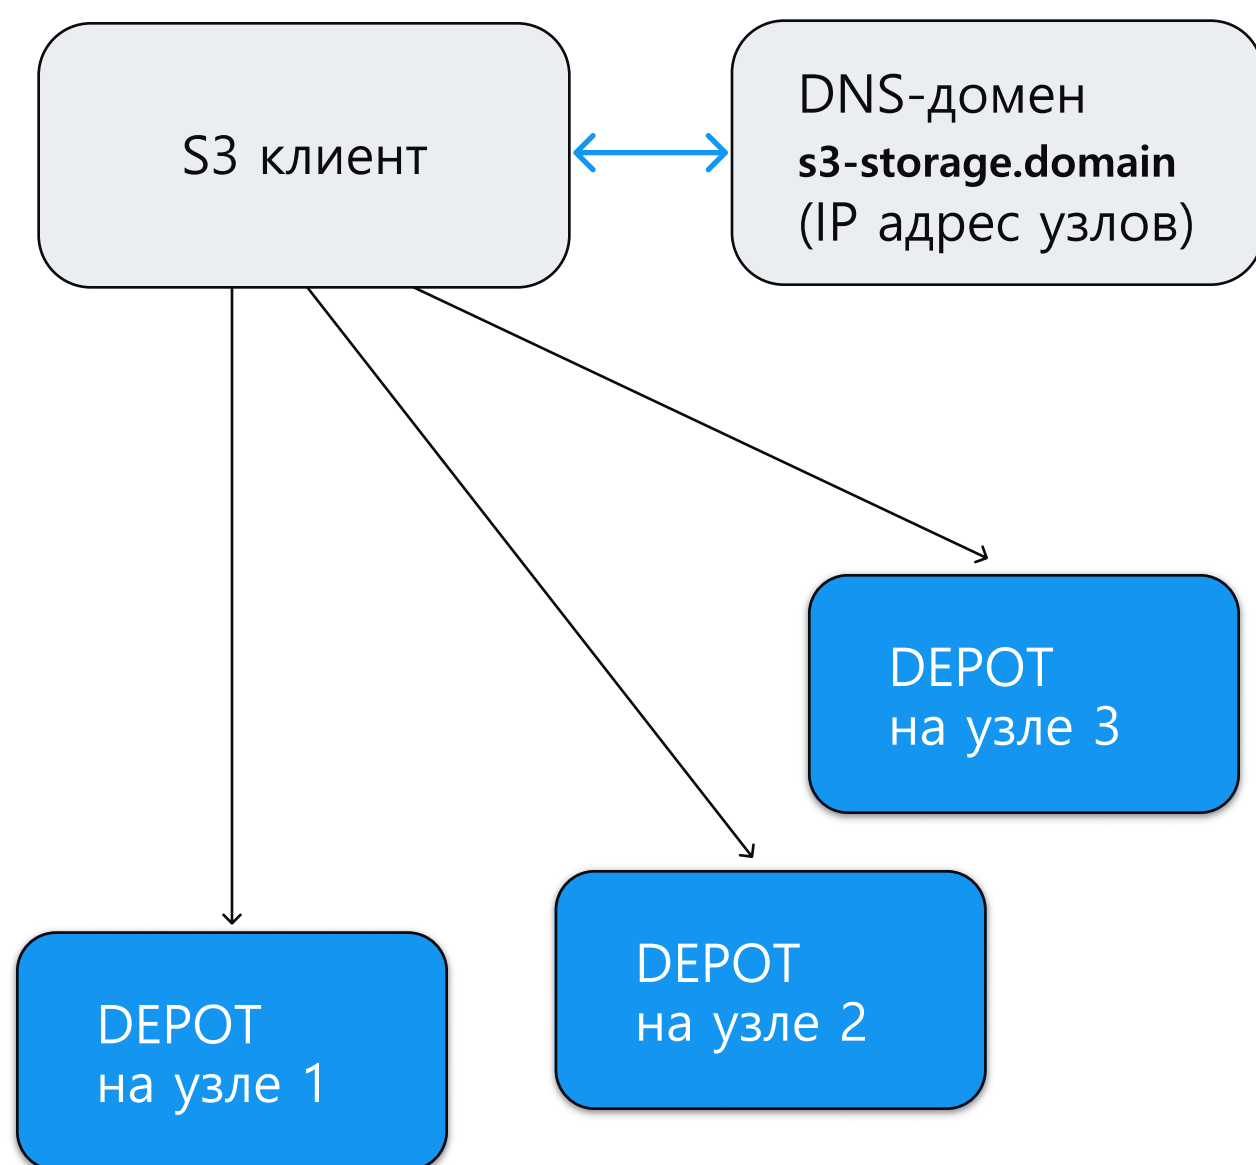 S3 клиент
DNS-домен
s3-storage.domain
(IP адрес узлов)
DEPOT
на узле 3
DEPOT
на узле 2
DEPOT
на узле 1